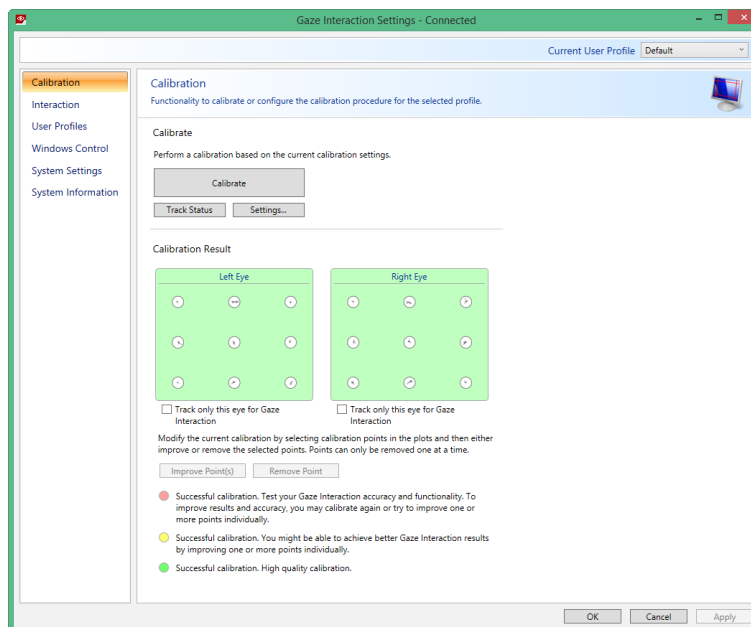 Gaze Interaction Settings - Connected
Current User Profile Default
Calibration
Interaction
User Profiles
Windows Control
System Settings
System Information
Calibration
Functionality to calibrate or configure the calibration procedure for the selected profile.
Calibrate
Perform a calibration based on the current calibration settings.
Calibrate
Track Status Settings...
Calibration Result
Left Eye Right Eye
Track only this eye for Gaze
Interaction
Track only this eye for Gaze
Interaction
Modify the current calibration by selecting calibration points in the plots and then either
improve or remove the selected points. Points can only be removed one at a time.
Improve Point(s) Remove Point
Successful calibration. Test your Gaze Interaction accuracy and functionality. To
improve results and accuracy, you may calibrate again or try to improve one or
more points individually.
Successful calibration. You might be able to achieve better Gaze Interaction results
by improving one or more points individually.
Successful calibration. High quality calibration.
OK Cancel Apply